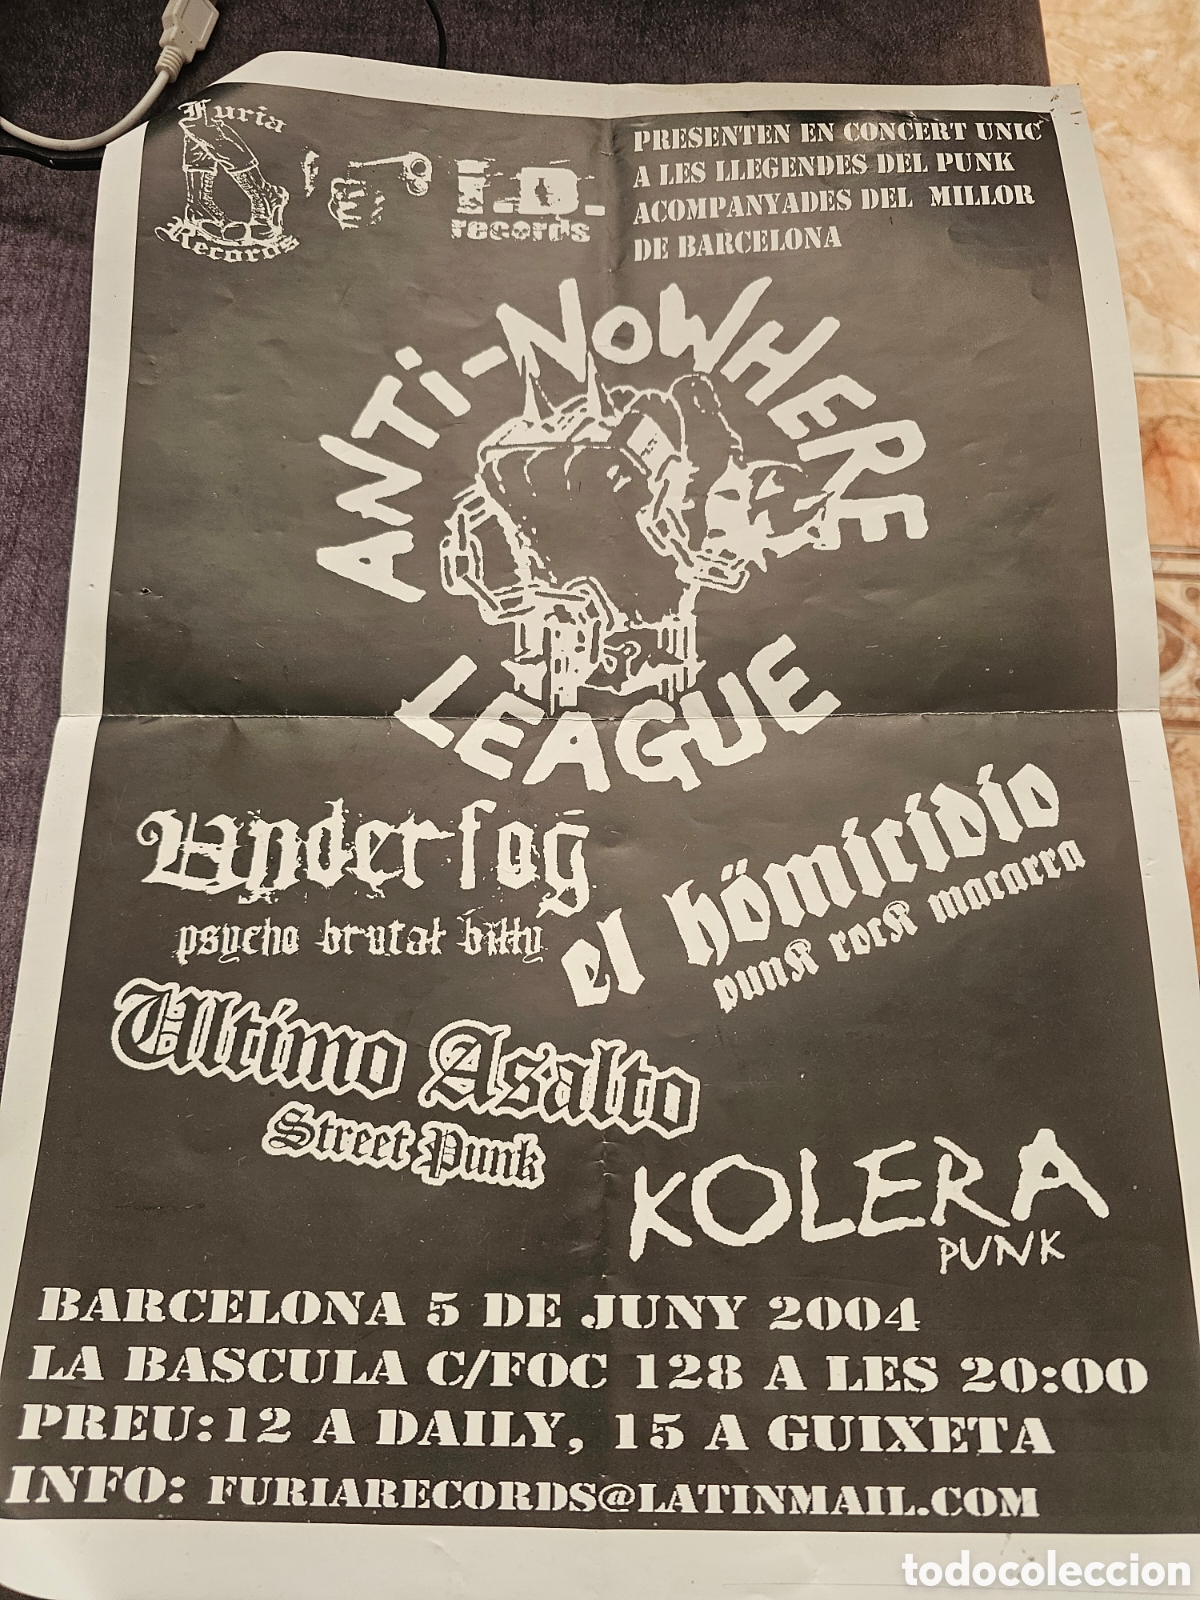 Furia
Records
I.D.
records
PRESENTEN EN CONCERT UNIC
A LES LLEGENDES DEL PUNK
ACOMPANYADES DEL MILLOR
DE BARCELONA
ANTi-NOWHERE
LEAGUE
Underfog
psycho brutal billy
el hömicidio
punk rock macarra
Ultimo Asalto
Street Punk
KOLERA
PUNK
BARCELONA 5 DE JUNY 2004
LA BASCULA C/FOC 128 A LES 20:00
PREU:12 A DAILY, 15 A GUIXETA
INFO: FURIARECORDS@LATINMAIL.COM
todocoleccion